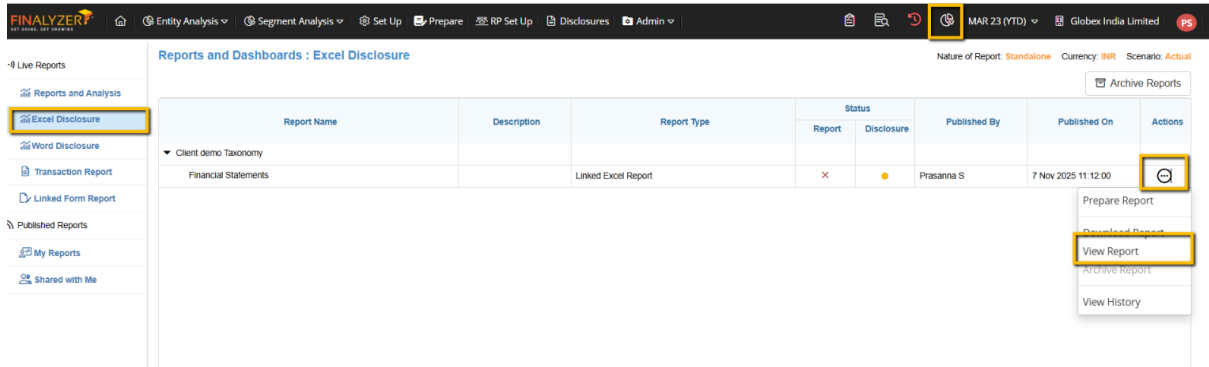 FINALYZER
GET GOING, GET GROWING
Entity Analysis
Segment Analysis
Set Up
Prepare
RP Set Up
Disclosures
Admin
MAR 23 (YTD)
Globex India Limited
PS
Live Reports
Reports and Analysis
Excel Disclosure
Word Disclosure
Transaction Report
Linked Form Report
Published Reports
My Reports
Shared with Me
Reports and Dashboards : Excel Disclosure
Nature of Report: Standalone Currency: INR Scenario: Actual
Archive Reports
Report Name Description Report Type Status Published By Published On Actions
Report Disclosure
Client demo Taxonomy
Financial Statements Linked Excel Report Prasanna S 7 Nov 2025 11:12:00
Prepare Report
Download Report
View Report
Archive Report
View History